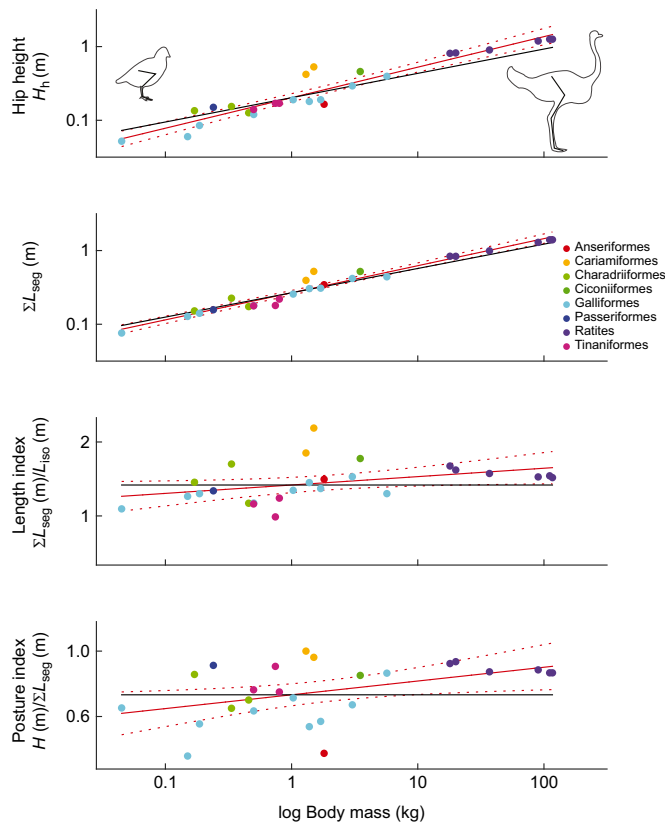 Hip height
Hh (m)
1
0.1
ΣLseg (m)
1
0.1
Anseriformes
Cariamiformes
Charadriiformes
Ciconiiformes
Galliformes
Passeriformes
Ratites
Tinaniformes
Length index
ΣLseg (m)/Liso (m)
2
1
Posture index
H (m)/ΣLseg (m)
1.0
0.6
0.1 1 10 100
log Body mass (kg)